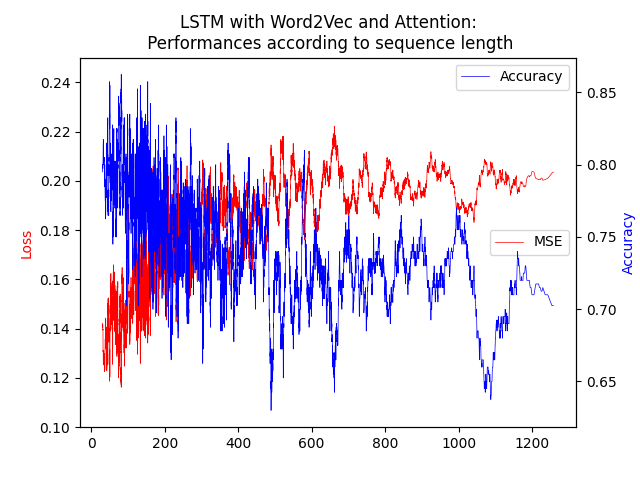 LSTM with Word2Vec and Attention:
Performances according to sequence length
Accuracy
MSE
Loss
Accuracy
0.24
0.22
0.20
0.18
0.16
0.14
0.12
0.10
0.85
0.80
0.75
0.70
0.65
0 200 400 600 800 1000 1200